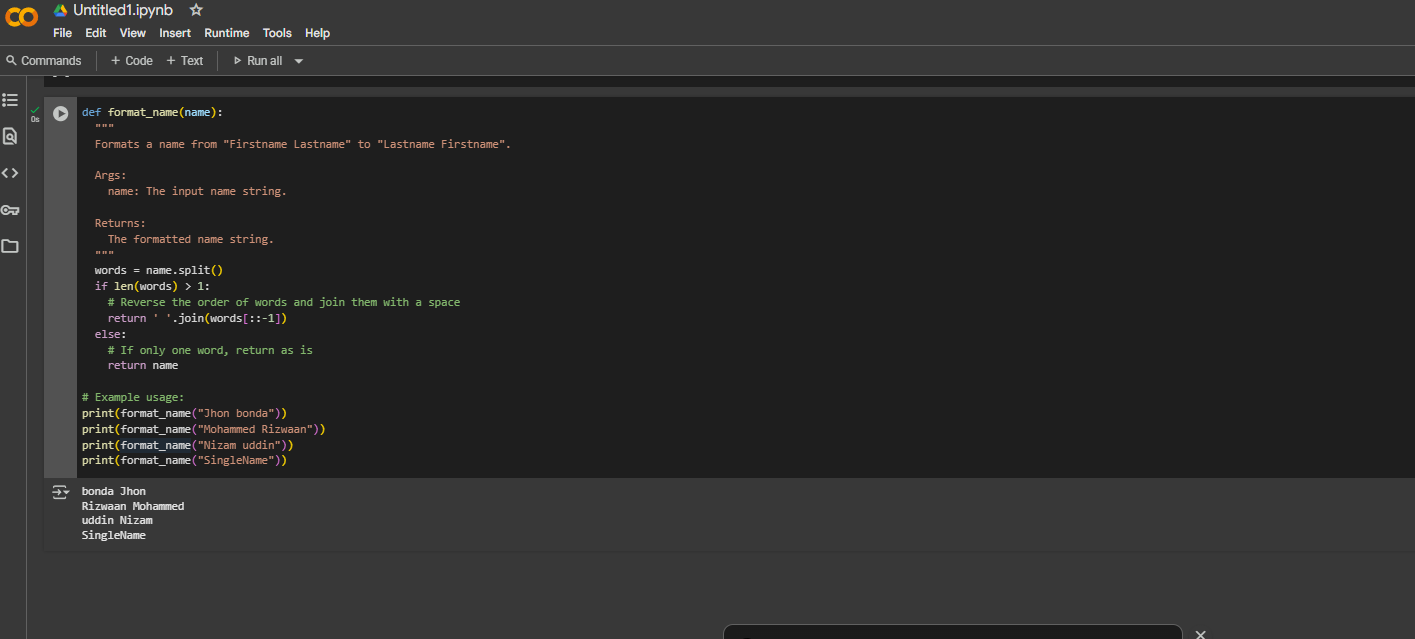 Untitled1.ipynb
File Edit View Insert Runtime Tools Help
Commands + Code + Text Run all
0s
def format_name(name):
"""
Formats a name from "Firstname Lastname" to "Lastname Firstname".
Args:
name: The input name string.
Returns:
The formatted name string.
"""
words = name.split()
if len(words) > 1:
# Reverse the order of words and join them with a space
return ' '.join(words[::-1])
else:
# If only one word, return as is
return name
# Example usage:
print(format_name("Jhon bonda"))
print(format_name("Mohammed Rizwaan"))
print(format_name("Nizam uddin"))
print(format_name("SingleName"))
bonda Jhon
Rizwaan Mohammed
uddin Nizam
SingleName